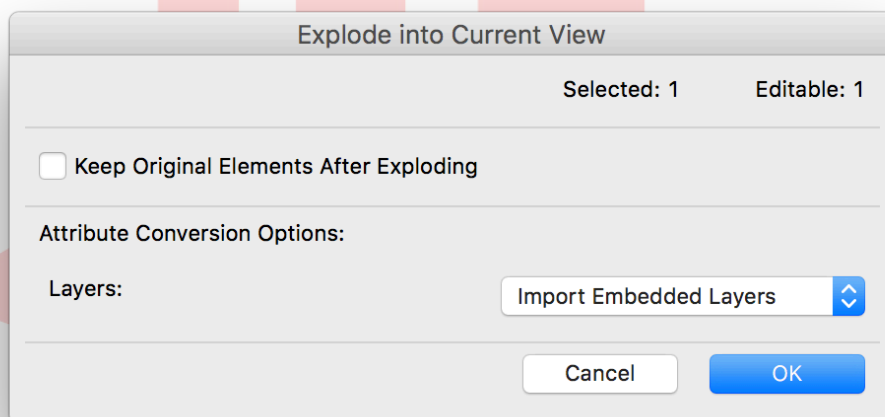 Explode into Current View
Selected: 1 Editable: 1
Keep Original Elements After Exploding
Attribute Conversion Options:
Layers: Import Embedded Layers
Cancel OK